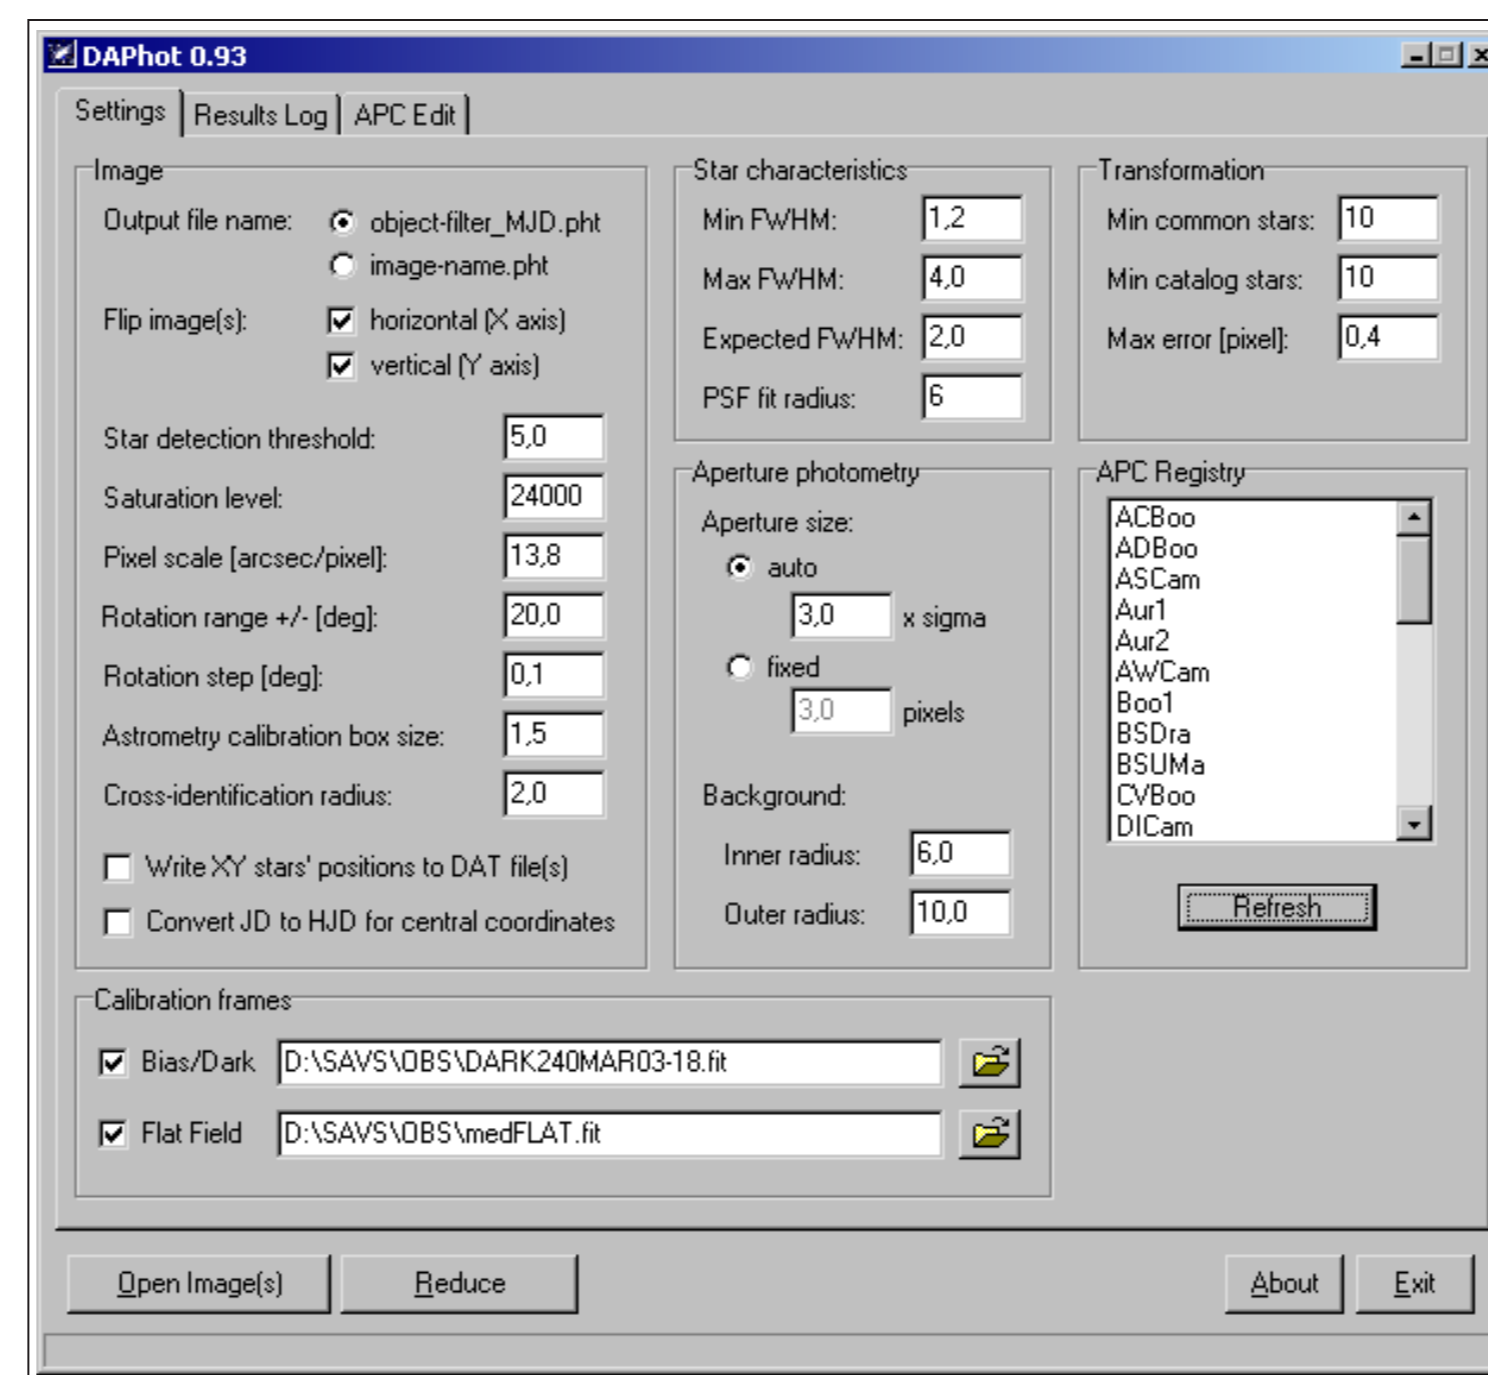 DAPhot 0.93
Settings
Results Log
APC Edit
Image
Output file name:
object-filter_MJD.pht
image-name.pht
Flip image(s):
horizontal (X axis)
vertical (Y axis)
Star detection threshold: 5,0
Saturation level: 24000
Pixel scale [arcsec/pixel]: 13,8
Rotation range +/- [deg]: 20,0
Rotation step [deg]: 0,1
Astrometry calibration box size: 1,5
Cross-identification radius: 2,0
Write XY stars' positions to DAT file(s)
Convert JD to HJD for central coordinates
Star characteristics
Min FWHM: 1,2
Max FWHM: 4,0
Expected FWHM: 2,0
PSF fit radius: 6
Aperture photometry
Aperture size:
auto
3,0 x sigma
fixed
3,0 pixels
Background:
Inner radius: 6,0
Outer radius: 10,0
Transformation
Min common stars: 10
Min catalog stars: 10
Max error [pixel]: 0,4
APC Registry
ACBoo
ADBoo
ASCam
Aur1
Aur2
AWCam
Boo1
BSDra
BSUMa
CVBoo
DICam
Refresh
Calibration frames
Bias/Dark D:\SAVS\OBS\DARK240MAR03-18.fit
Flat Field D:\SAVS\OBS\medFLAT.fit
Open Image(s)
Reduce
About
Exit